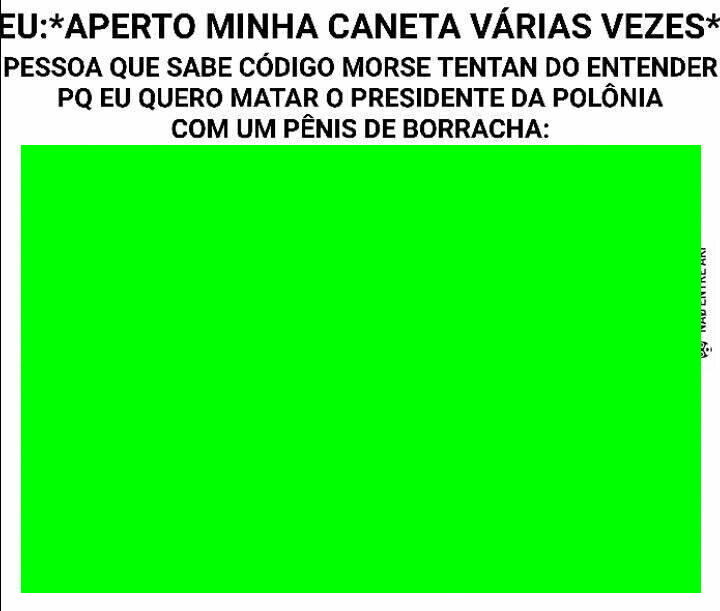 EU:*APERTO MINHA CANETA VÁRIAS VEZES*
PESSOA QUE SABE CÓDIGO MORSE TENTAN DO ENTENDER
PQ EU QUERO MATAR O PRESIDENTE DA POLÔNIA
COM UM PÊNIS DE BORRACHA: